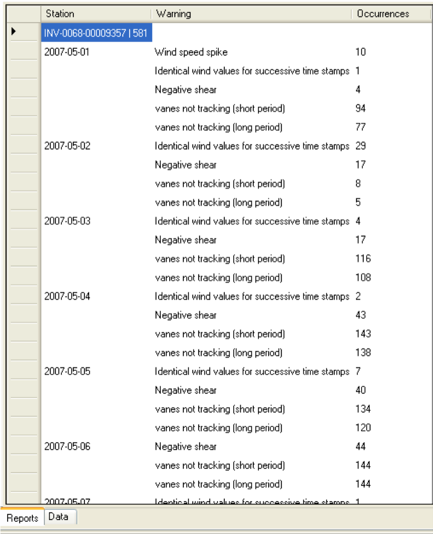 Station Warning Occurrences
INV-0068-00009357 | 581
2007-05-01 Wind speed spike 10
Identical wind values for successive time stamps 1
Negative shear 4
vanes not tracking (short period) 94
vanes not tracking (long period) 77
2007-05-02 Identical wind values for successive time stamps 29
Negative shear 17
vanes not tracking (short period) 8
vanes not tracking (long period) 5
2007-05-03 Identical wind values for successive time stamps 4
Negative shear 17
vanes not tracking (short period) 116
vanes not tracking (long period) 108
2007-05-04 Identical wind values for successive time stamps 2
Negative shear 43
vanes not tracking (short period) 143
vanes not tracking (long period) 138
2007-05-05 Identical wind values for successive time stamps 7
Negative shear 40
vanes not tracking (short period) 134
vanes not tracking (long period) 120
2007-05-06 Negative shear 44
vanes not tracking (short period) 144
vanes not tracking (long period) 144
2007-05-07 Identical wind values for successive time stamps 1
Reports Data